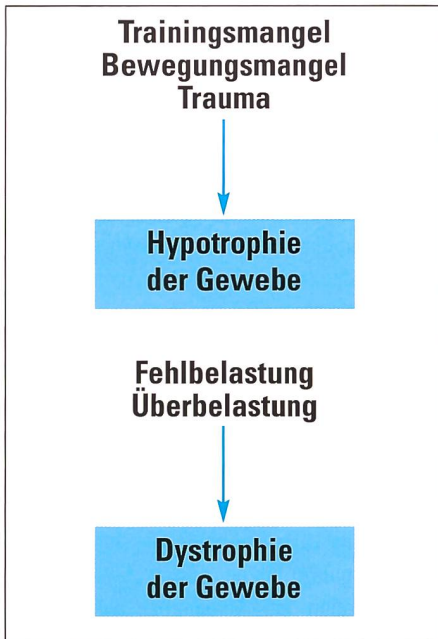 Trainingsmangel
Bewegungsmangel
Trauma
Hypotrophie
der Gewebe
Fehlbelastung
Überbelastung
Dystrophie
der Gewebe